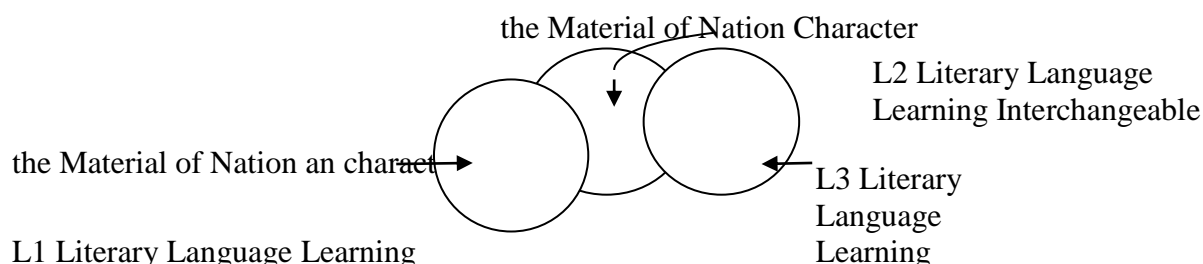 the Material of Nation Character
L2 Literary Language
Learning Interchangeable
the Material of Nation an charact
L3 Literary
Language
Learning
L1 Literary Language Learning